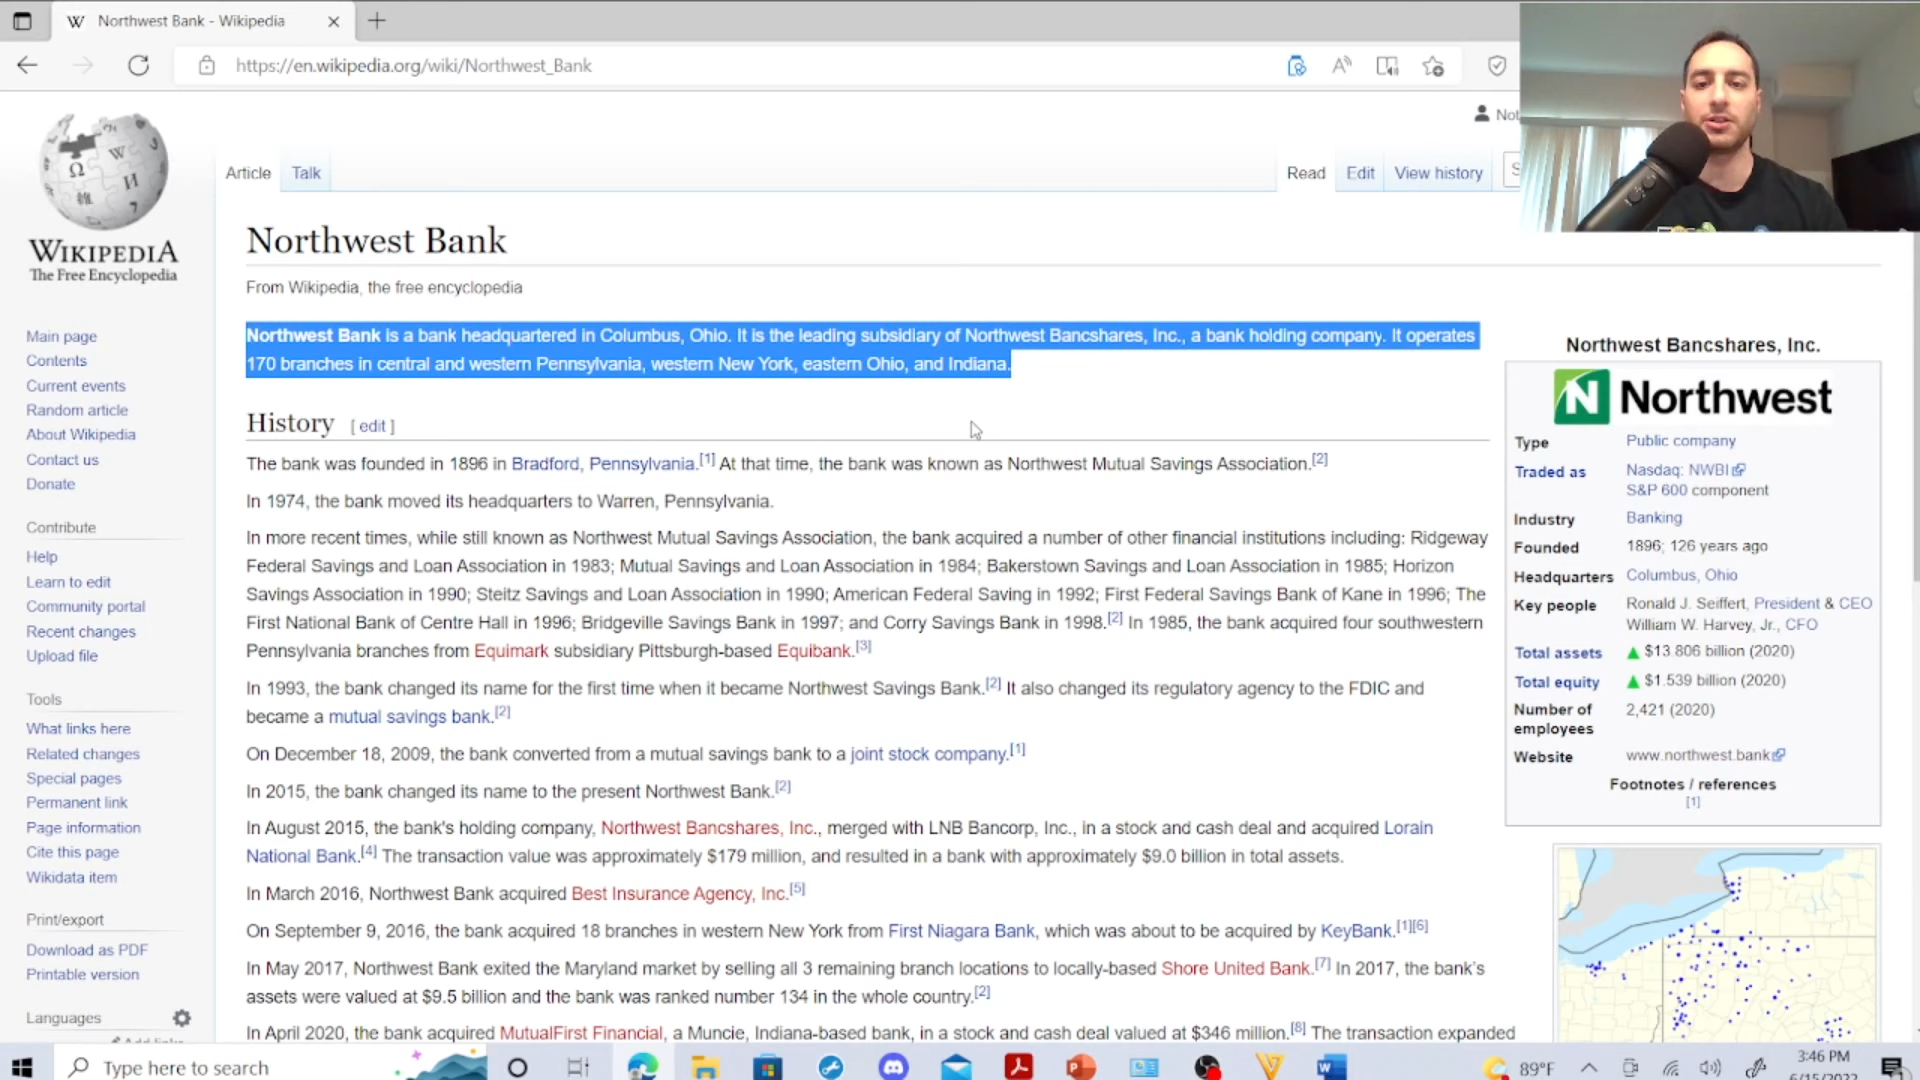 Northwest Bank - Wikipedia
https://en.wikipedia.org/wiki/Northwest_Bank
WIKIPEDIA
The Free Encyclopedia
Main page
Contents
Current events
Random article
About Wikipedia
Contact us
Donate
Contribute
Help
Learn to edit
Community portal
Recent changes
Upload file
Tools
What links here
Related changes
Special pages
Permanent link
Page information
Cite this page
Wikidata item
Print/export
Download as PDF
Printable version
Languages
Article Talk
Read Edit View history
Northwest Bank
From Wikipedia, the free encyclopedia
Northwest Bank is a bank headquartered in Columbus, Ohio. It is the leading subsidiary of Northwest Bancshares, Inc., a bank holding company. It operates
170 branches in central and western Pennsylvania, western New York, eastern Ohio, and Indiana.
History [ edit ]
The bank was founded in 1896 in Bradford, Pennsylvania.[1] At that time, the bank was known as Northwest Mutual Savings Association.[2]
In 1974, the bank moved its headquarters to Warren, Pennsylvania.
In more recent times, while still known as Northwest Mutual Savings Association, the bank acquired a number of other financial institutions including: Ridgeway
Federal Savings and Loan Association in 1983; Mutual Savings and Loan Association in 1984; Bakerstown Savings and Loan Association in 1985; Horizon
Savings Association in 1990; Steitz Savings and Loan Association in 1990; American Federal Saving in 1992; First Federal Savings Bank of Kane in 1996; The
First National Bank of Centre Hall in 1996; Bridgeville Savings Bank in 1997; and Corry Savings Bank in 1998.[2] In 1985, the bank acquired four southwestern
Pennsylvania branches from Equimark subsidiary Pittsburgh-based Equibank.[3]
In 1993, the bank changed its name for the first time when it became Northwest Savings Bank.[2] It also changed its regulatory agency to the FDIC and
became a mutual savings bank.[2]
On December 18, 2009, the bank converted from a mutual savings bank to a joint stock company.[1]
In 2015, the bank changed its name to the present Northwest Bank.[2]
In August 2015, the bank's holding company, Northwest Bancshares, Inc., merged with LNB Bancorp, Inc., in a stock and cash deal and acquired Lorain
National Bank.[4] The transaction value was approximately $179 million, and resulted in a bank with approximately $9.0 billion in total assets.
In March 2016, Northwest Bank acquired Best Insurance Agency, Inc.[5]
On September 9, 2016, the bank acquired 18 branches in western New York from First Niagara Bank, which was about to be acquired by KeyBank.[1][6]
In May 2017, Northwest Bank exited the Maryland market by selling all 3 remaining branch locations to locally-based Shore United Bank.[7] In 2017, the bank's
assets were valued at $9.5 billion and the bank was ranked number 134 in the whole country.[2]
In April 2020, the bank acquired MutualFirst Financial, a Muncie, Indiana-based bank, in a stock and cash deal valued at $346 million.[8] The transaction expanded
Northwest Bancshares, Inc.
Northwest
Type Public company
Traded as Nasdaq: NWBI
S&P 600 component
Industry Banking
Founded 1896; 126 years ago
Headquarters Columbus, Ohio
Key people Ronald J. Seiffert, President & CEO
William W. Harvey, Jr., CFO
Total assets ▲ $13.806 billion (2020)
Total equity ▲ $1.539 billion (2020)
Number of employees 2,421 (2020)
Website www.northwest.bank
Footnotes / references
[1]
Type here to search
89°F
3:46 PM